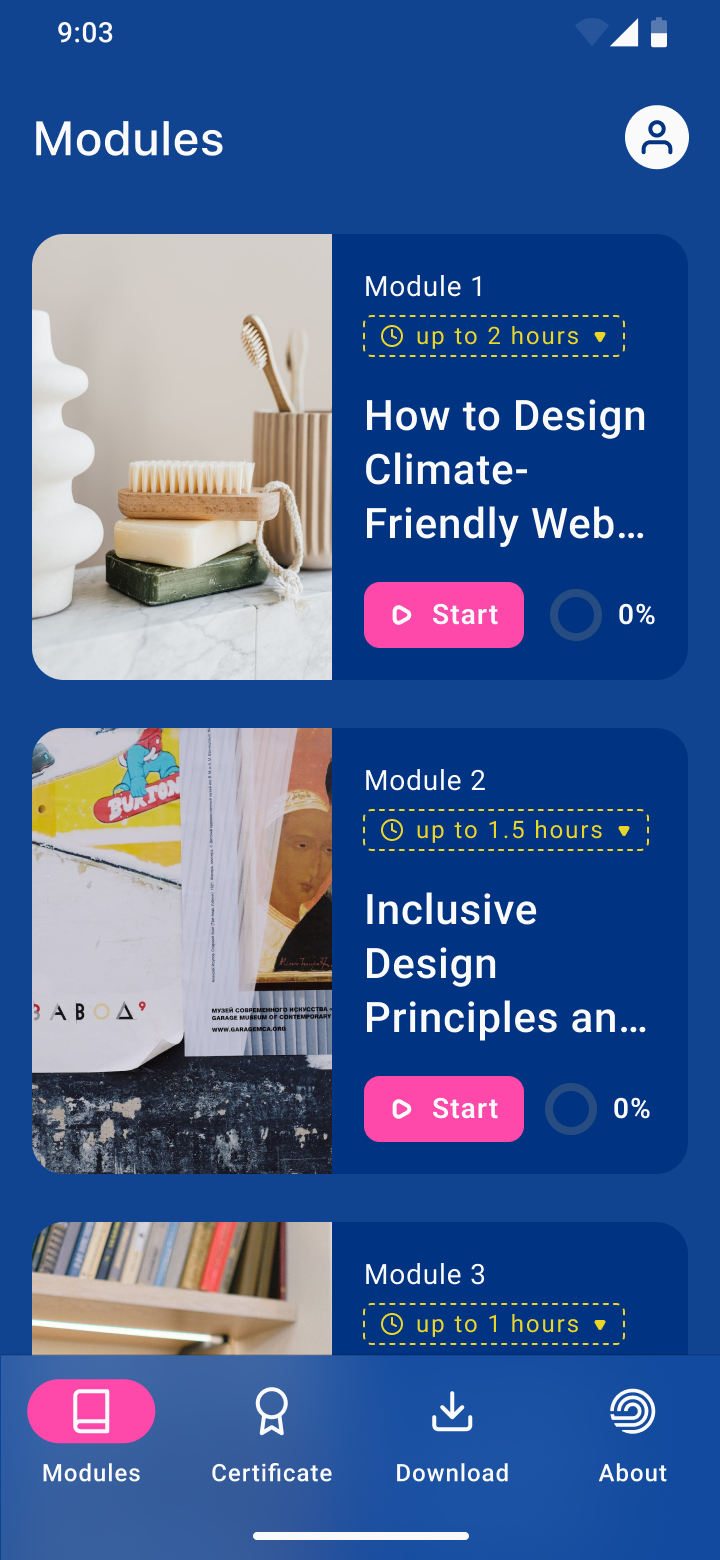 9:03
Modules
Module 1
up to 2 hours
How to Design
Climate-
Friendly Web…
Start
0%
BURTON
ЗАВОД
9
МУЗЕЙ СОВРЕМЕННОГО ИСКУССТВА
GARAGE MUSEUM OF CONTEMPORARY
WWW.GARAGEMCA.ORG
Module 2
up to 1.5 hours
Inclusive
Design
Principles an…
Start
0%
Module 3
up to 1 hours
Modules
Certificate
Download
About